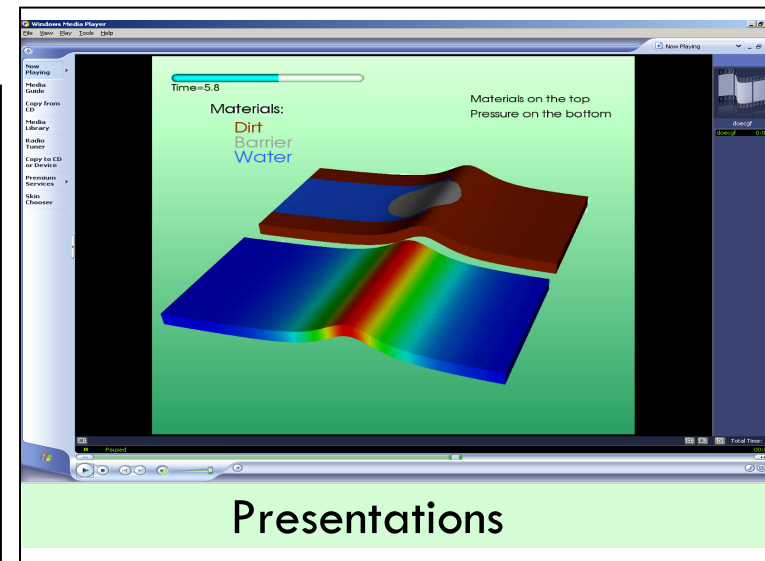 Windows Media Player
File View Play Tools Help
Now Playing
Now
Playing
Media
Guide
Copy from
CD
Media
Library
Radio
Tuner
Copy to CD
or Device
Premium
Services
Skin
Chooser
Time=5.8
Materials:
Dirt
Barrier
Water
Materials on the top
Pressure on the bottom
doecgf
doecgf
Paused
Total Time:
Presentations